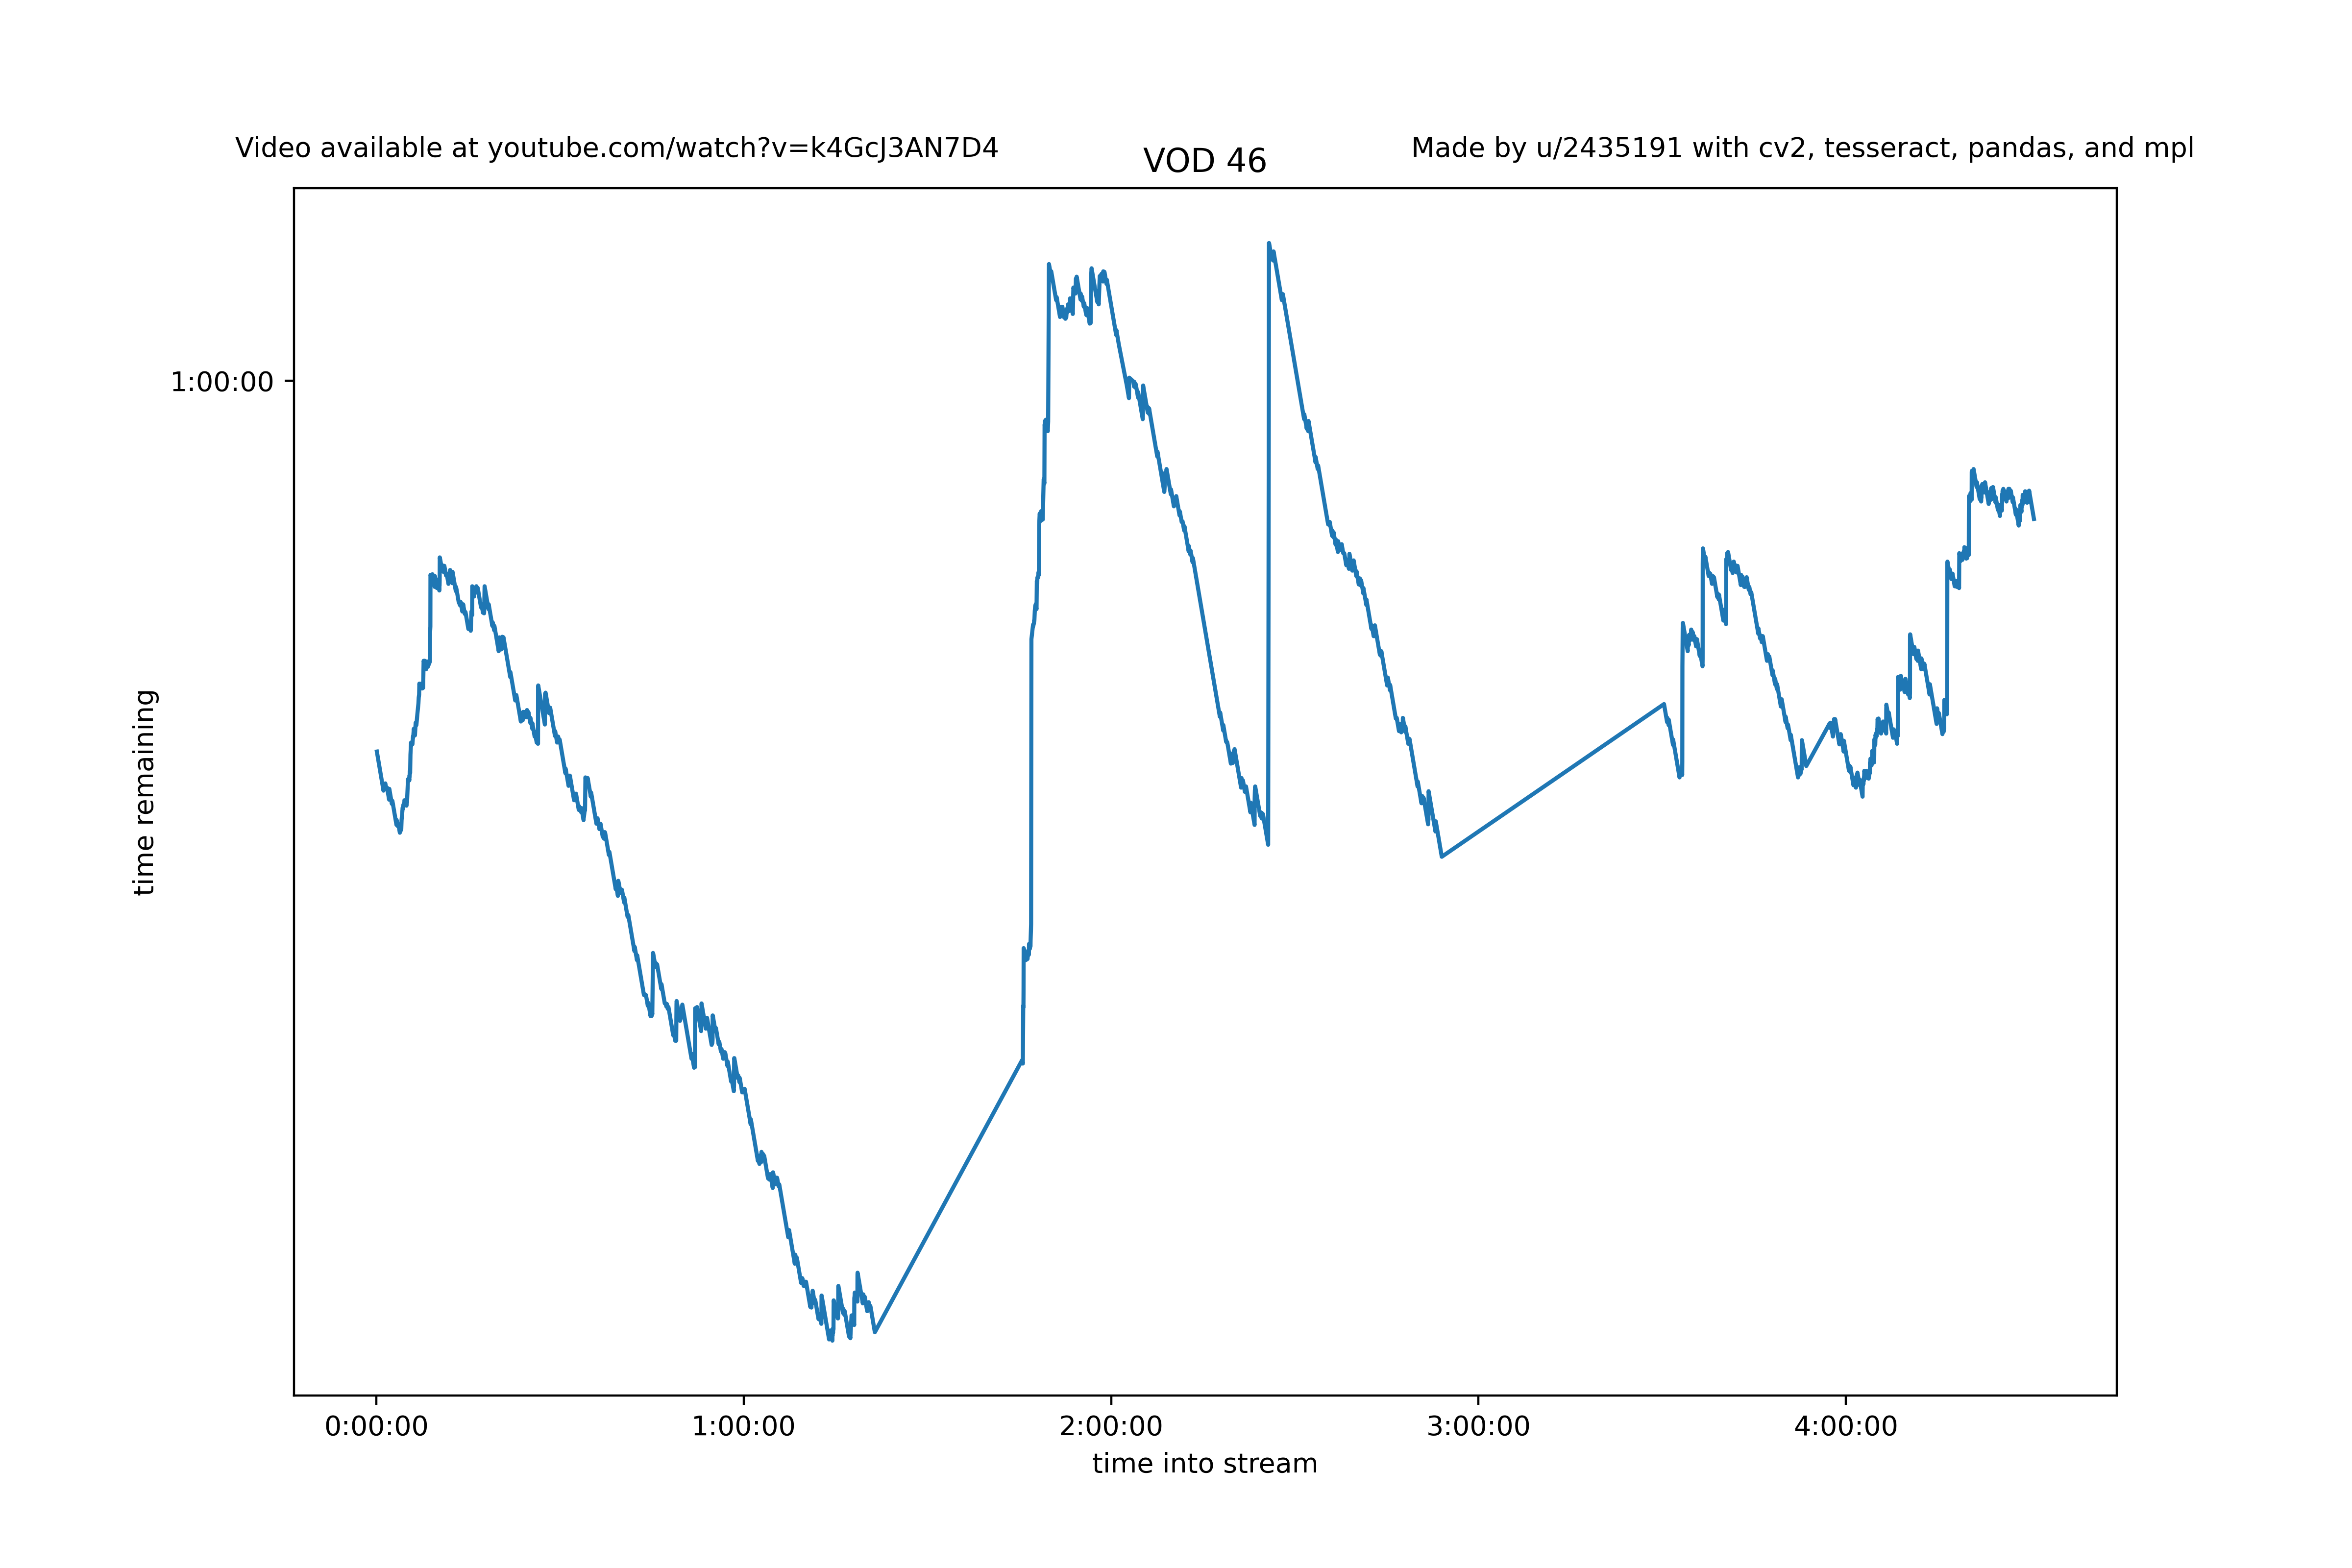 Video available at youtube.com/watch?v=k4GcJ3AN7D4
VOD 46
Made by u/2435191 with cv2, tesseract, pandas, and mpl
1:00:00
time remaining
0:00:00
1:00:00
2:00:00
3:00:00
4:00:00
time into stream